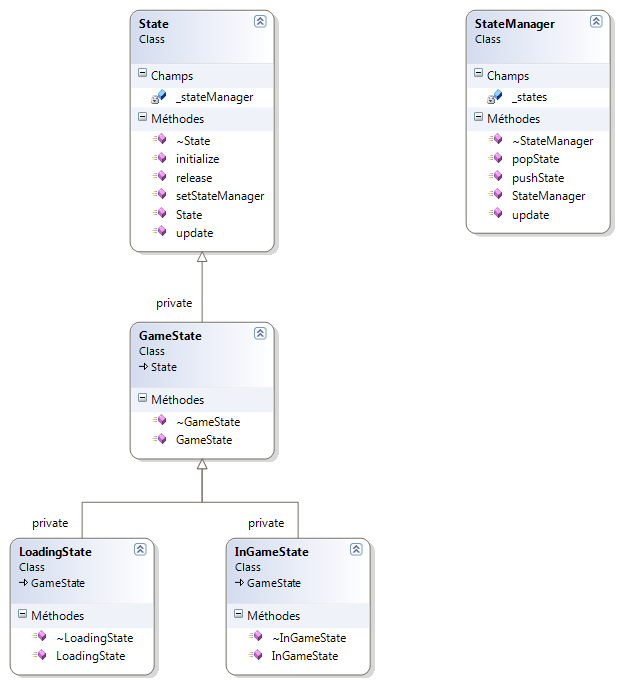 State
Class
Champs
_stateManager
Méthodes
~State
initialize
release
setStateManager
State
update
StateManager
Class
Champs
_states
Méthodes
~StateManager
popState
pushState
StateManager
update
private
GameState
Class
State
Méthodes
~GameState
GameState
private
private
LoadingState
Class
GameState
Méthodes
~LoadingState
LoadingState
InGameState
Class
GameState
Méthodes
~InGameState
InGameState